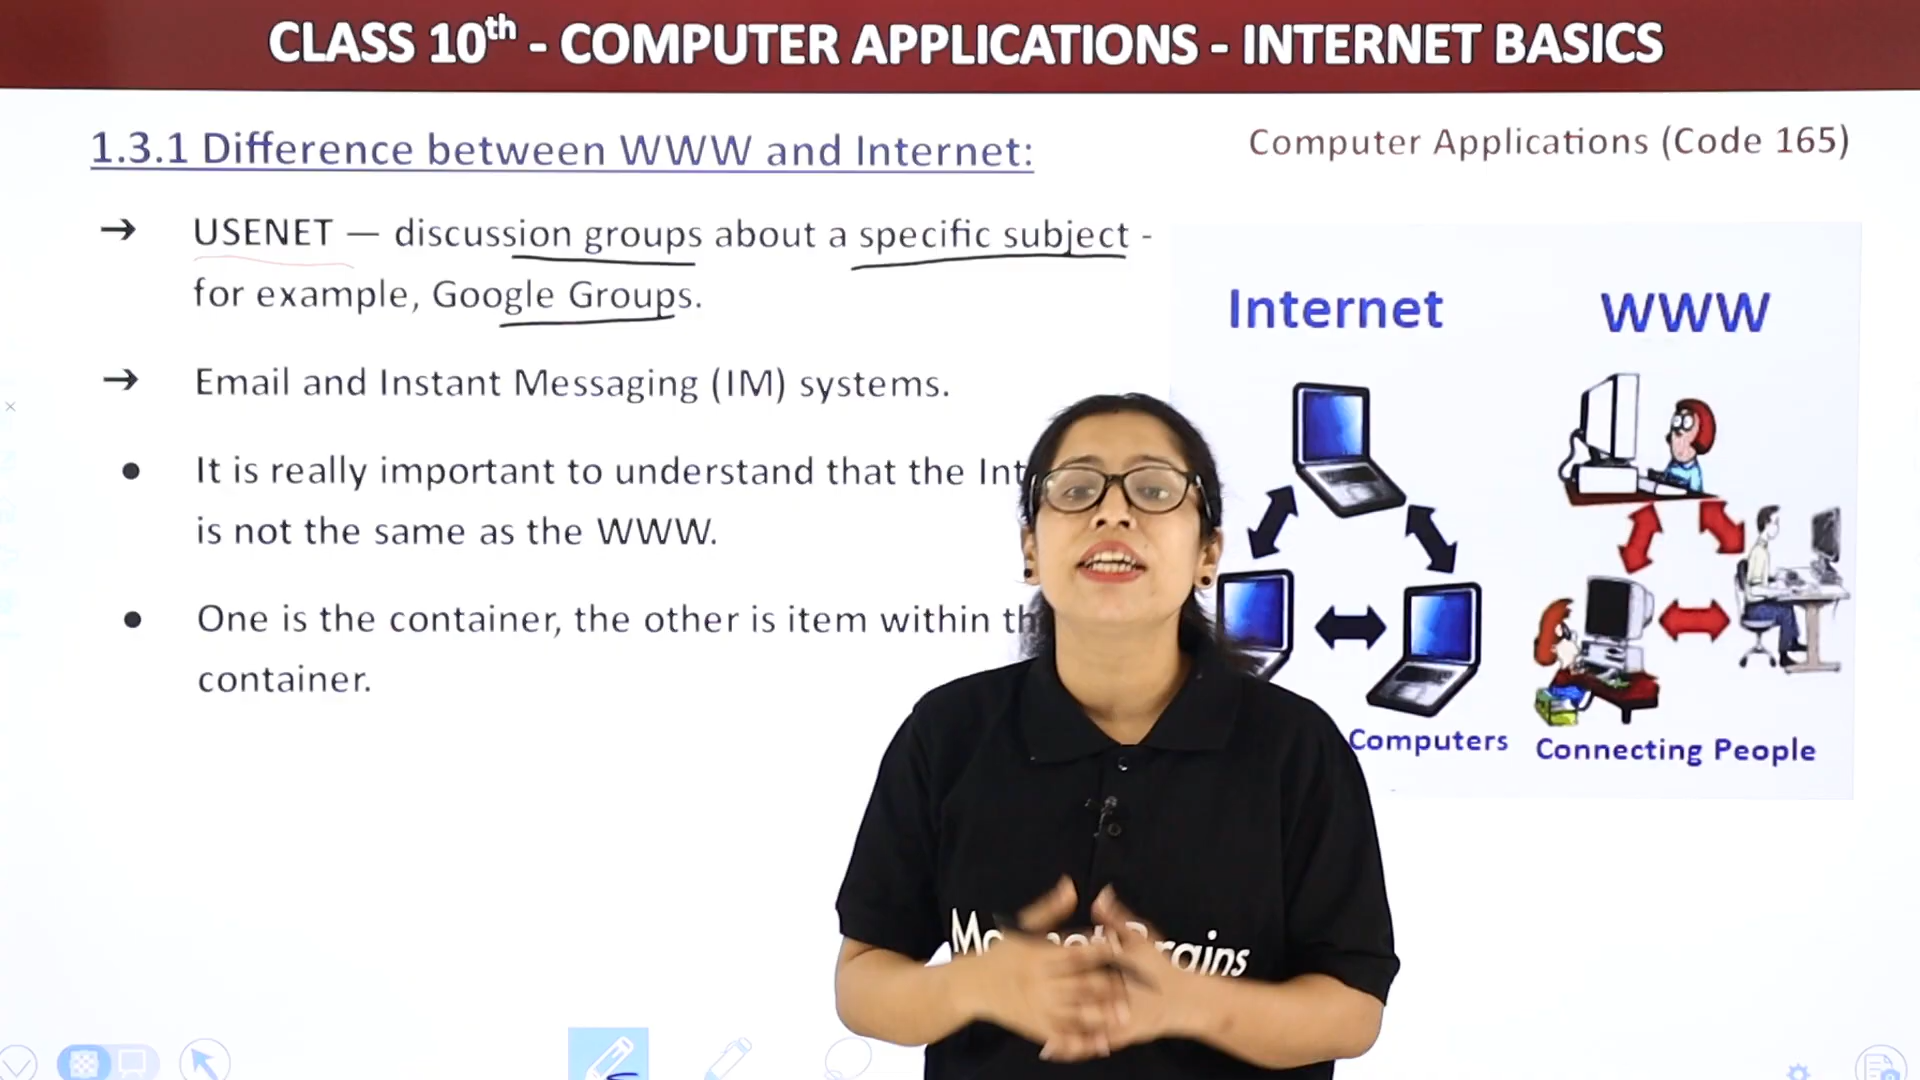 CLASS 10th - COMPUTER APPLICATIONS - INTERNET BASICS
1.3.1 Difference between WWW and Internet:
Computer Applications (Code 165)
→ USENET — discussion groups about a specific subject -
for example, Google Groups.
→ Email and Instant Messaging (IM) systems.
● It is really important to understand that the Int
is not the same as the WWW.
● One is the container, the other is item within th
container.
Internet
WWW
Computers
Connecting People